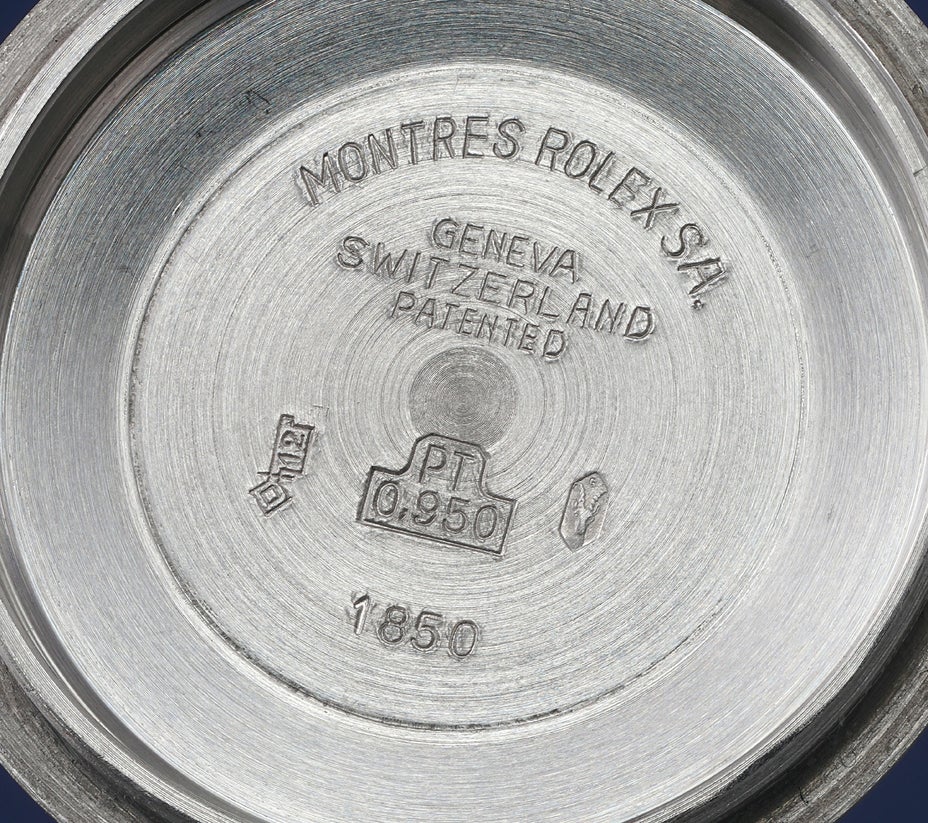 MONTRES ROLEX S.A.
GENEVA
SWITZERLAND
PATENTED
PT
0,950
1850